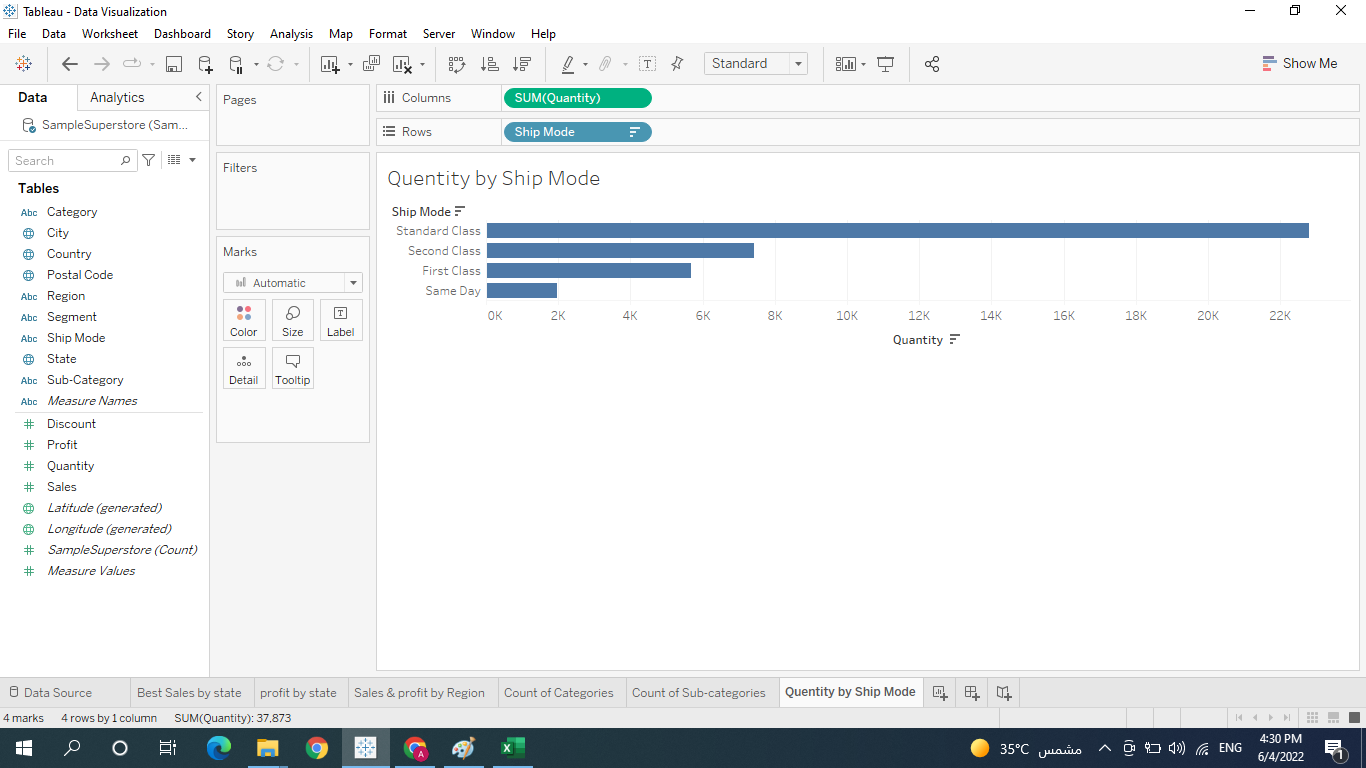 Tableau - Data Visualization
File Data Worksheet Dashboard Story Analysis Map Format Server Window Help
Standard
Show Me
Data Analytics
SampleSuperstore (Sam...
Search
Tables
Abc Category
City
Country
Postal Code
Abc Region
Abc Segment
Abc Ship Mode
State
Abc Sub-Category
Abc Measure Names
Discount
Profit
Quantity
Sales
Latitude (generated)
Longitude (generated)
SampleSuperstore (Count)
Measure Values
Pages
Filters
Marks
Automatic
Color Size Label
Detail Tooltip
Columns SUM(Quantity)
Rows Ship Mode
Quentity by Ship Mode
Ship Mode
Standard Class
Second Class
First Class
Same Day
0K 2K 4K 6K 8K 10K 12K 14K 16K 18K 20K 22K
Quantity
Data Source Best Sales by state profit by state Sales & profit by Region Count of Categories Count of Sub-categories Quentity by Ship Mode
4 marks 4 rows by 1 column SUM(Quantity): 37,873
A
35°C مشمس ENG
4:30 PM
6/4/2022
1